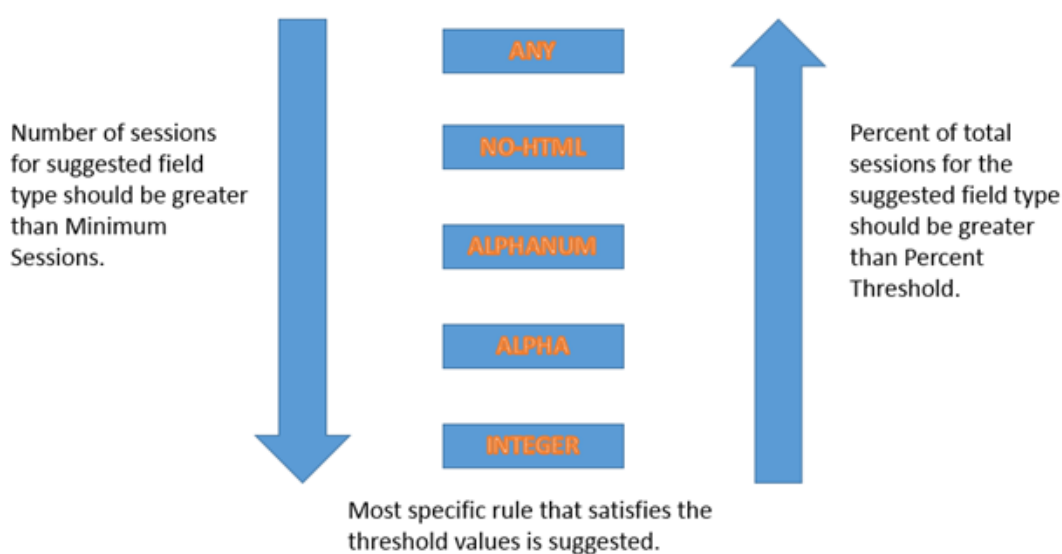 ANY
Number of sessions
for suggested field
type should be greater
than Minimum
Sessions.
NO-HTML
ALPHANUM
ALPHA
INTEGER
Percent of total
sessions for the
suggested field type
should be greater
than Percent
Threshold.
Most specific rule that satisfies the
threshold values is suggested.